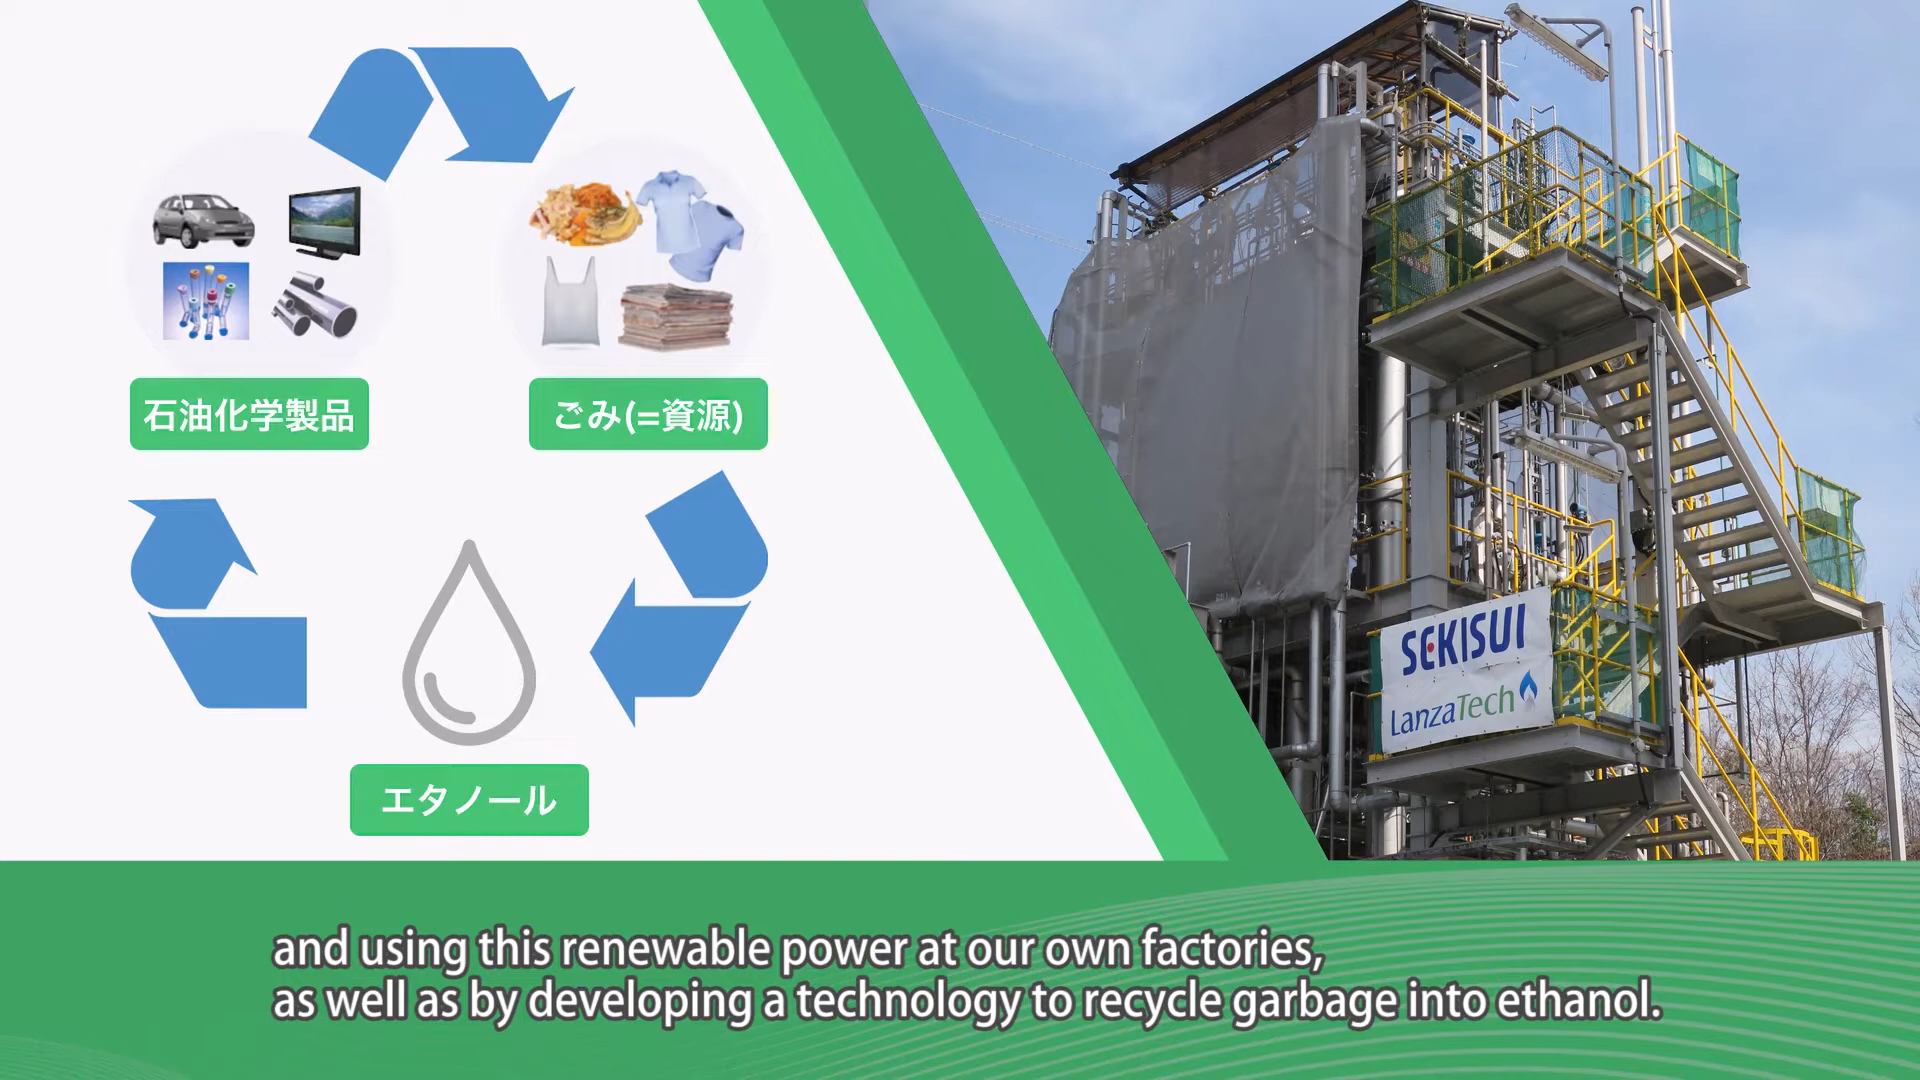 石油化学製品
ごみ(=資源)
エタノール
SEKISUI
LanzaTech
and using this renewable power at our own factories,
as well as by developing a technology to recycle garbage into ethanol.